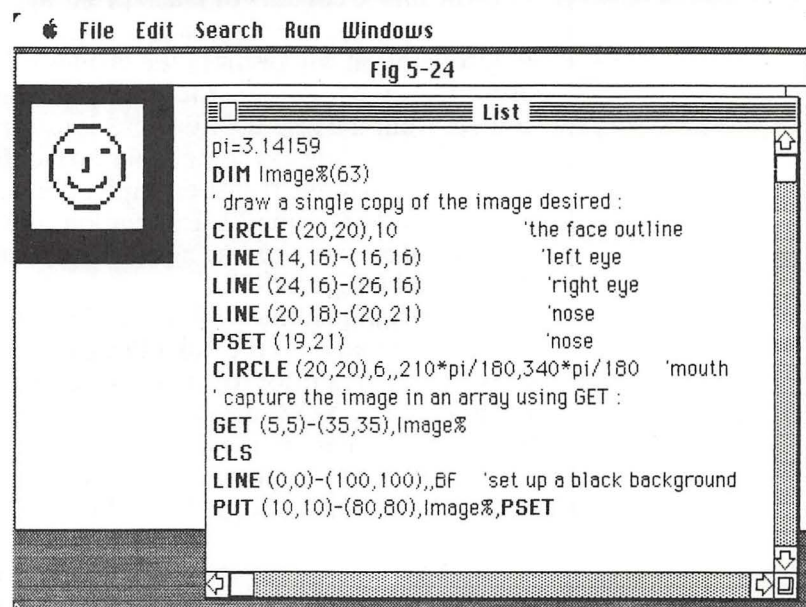 File Edit Search Run Windows
Fig 5-24
List
pi=3.14159
DIM Image%(63)
' draw a single copy of the image desired :
CIRCLE (20,20),10 'the face outline
LINE (14,16)-(16,16) 'left eye
LINE (24,16)-(26,16) 'right eye
LINE (20,18)-(20,21) 'nose
PSET (19,21) 'nose
CIRCLE (20,20),6,,210*pi/180,340*pi/180 'mouth
' capture the image in an array using GET :
GET (5,5)-(35,35),Image%
CLS
LINE (0,0)-(100,100),,BF 'set up a black background
PUT (10,10)-(80,80),Image%,PSET